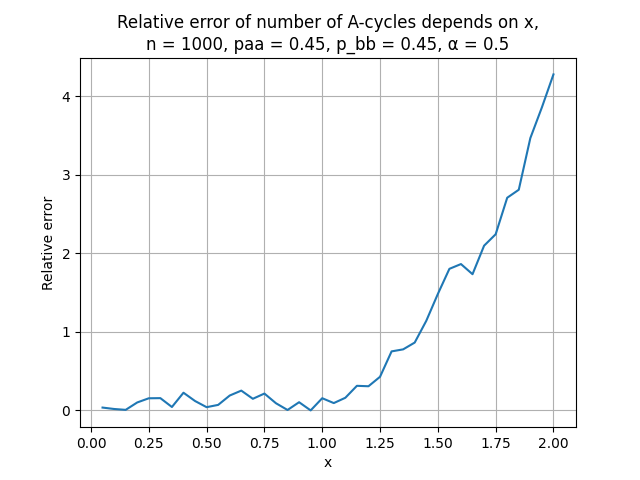 Relative error of number of A-cycles depends on x,
n = 1000, paa = 0.45, p_bb = 0.45, α = 0.5
4
3
2
1
0
Relative error
0.00 0.25 0.50 0.75 1.00 1.25 1.50 1.75 2.00
x